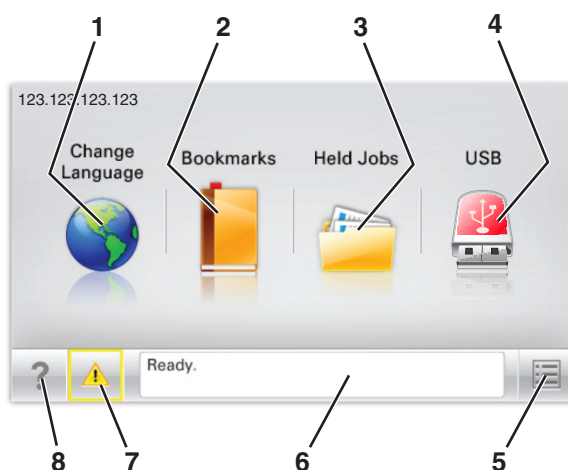 1 2 3 4
123.123.123.123
Change
Language
Bookmarks
Held Jobs
USB
?
Ready.
8 7 6 5